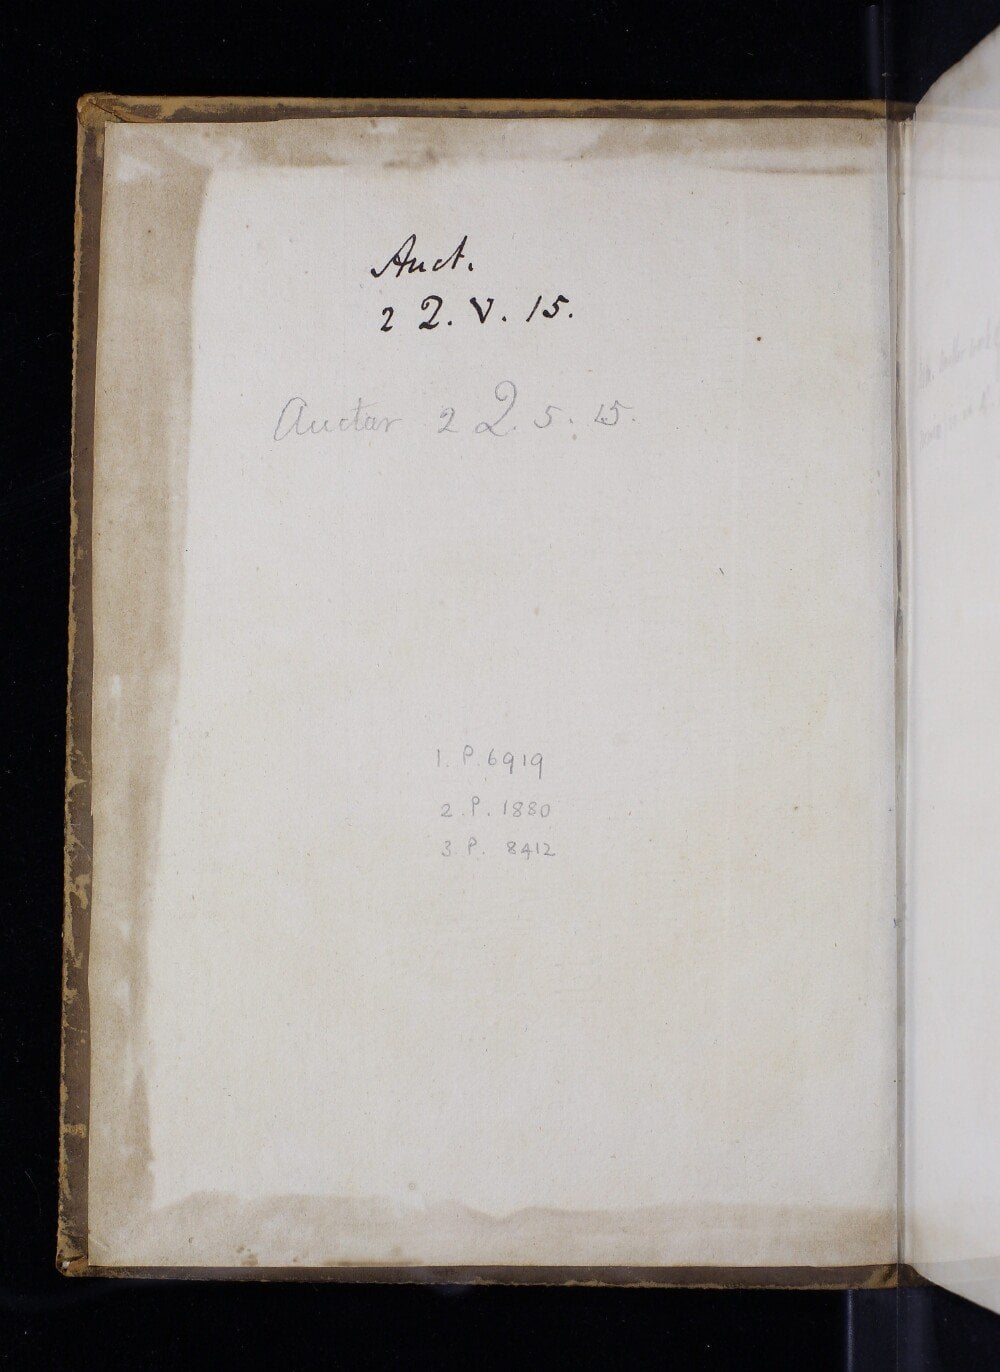 Auct.
2 Q. V. 15.
Auctar 2 Q. 5. 15.
1. P. 6919
2. P. 1880
3. P. 8412